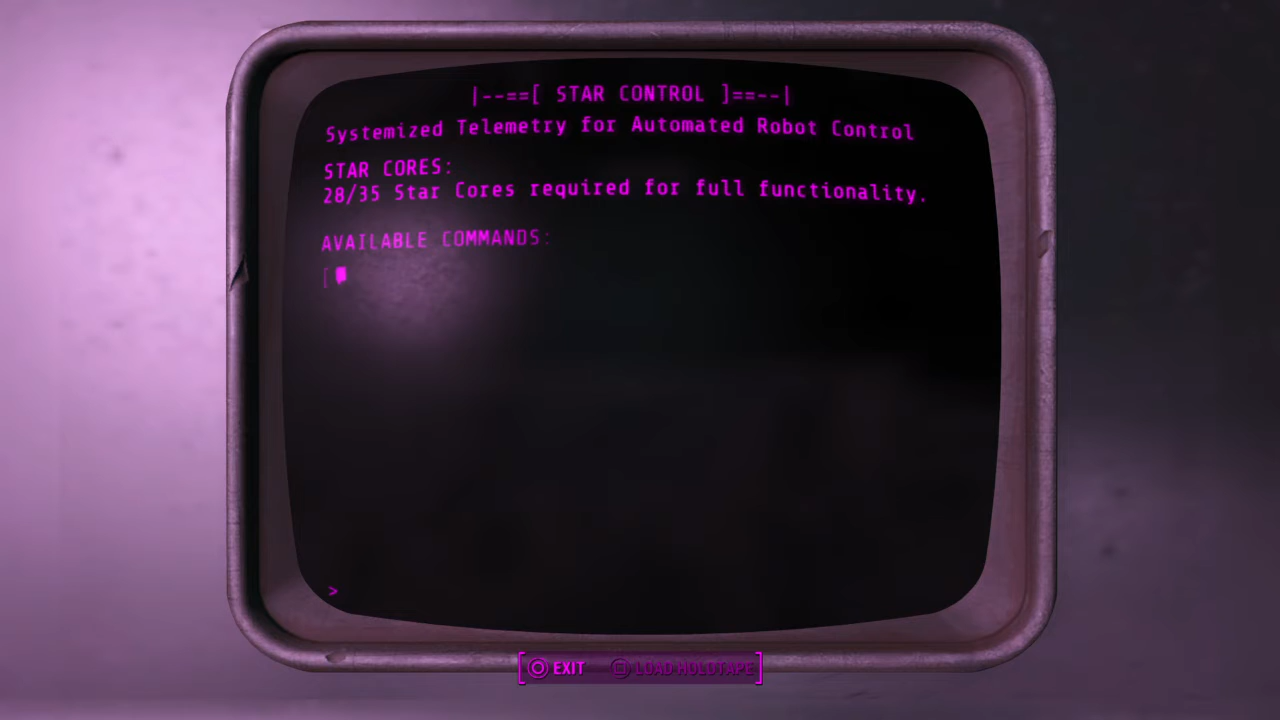 |--==[ STAR CONTROL ]==--|
Systemized Telemetry for Automated Robot Control
STAR CORES:
28/35 Star Cores required for full functionality.
AVAILABLE COMMANDS:
[
>
EXIT LOAD HOLOTAPE